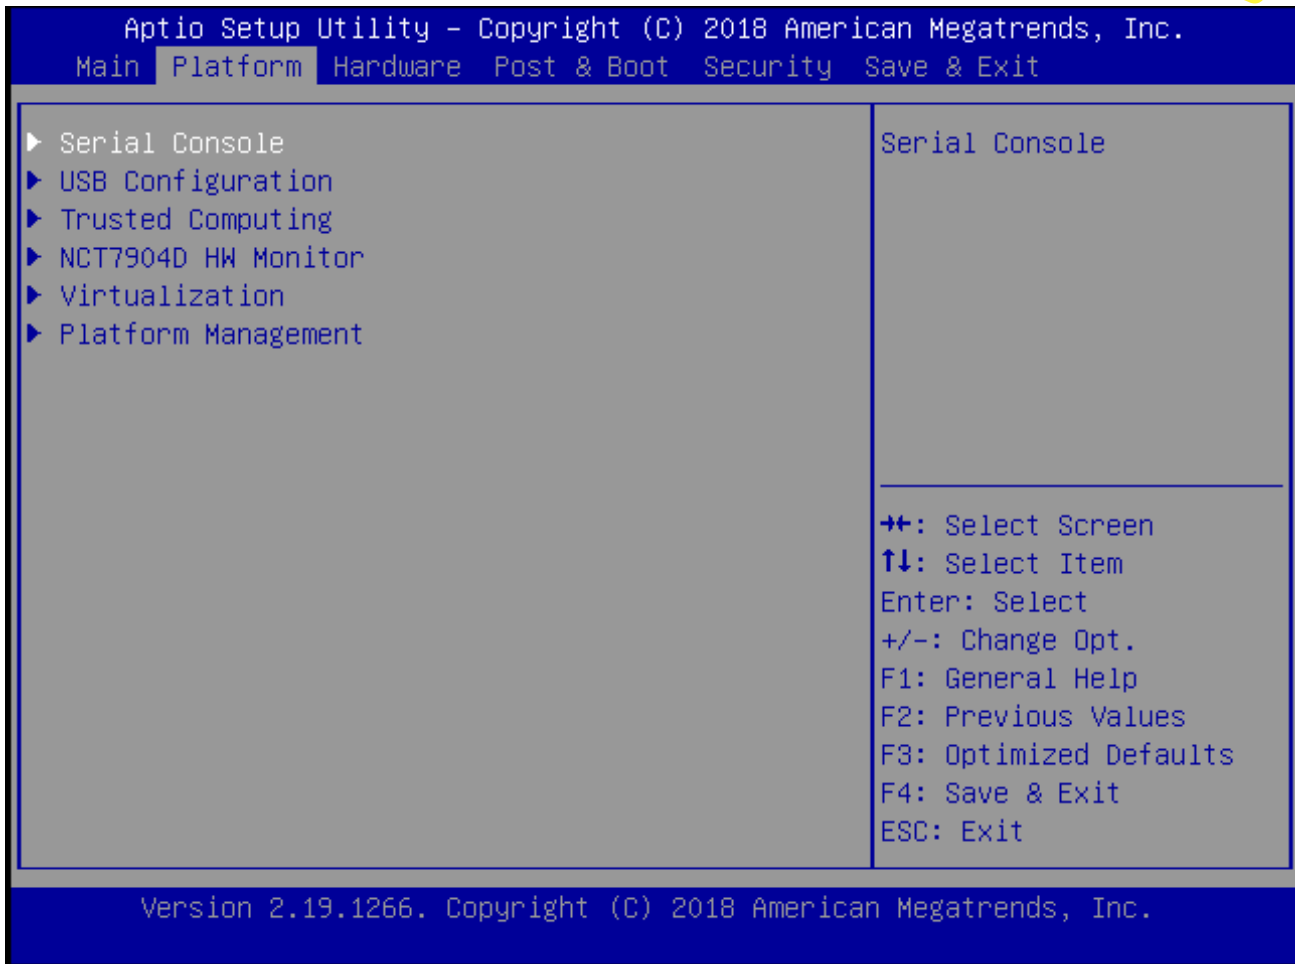 Aptio Setup Utility – Copyright (C) 2018 American Megatrends, Inc.
Main Platform Hardware Post & Boot Security Save & Exit
Serial Console
USB Configuration
Trusted Computing
NCT7904D HW Monitor
Virtualization
Platform Management
Serial Console
→←: Select Screen
↑↓: Select Item
Enter: Select
+/-: Change Opt.
F1: General Help
F2: Previous Values
F3: Optimized Defaults
F4: Save & Exit
ESC: Exit
Version 2.19.1266. Copyright (C) 2018 American Megatrends, Inc.